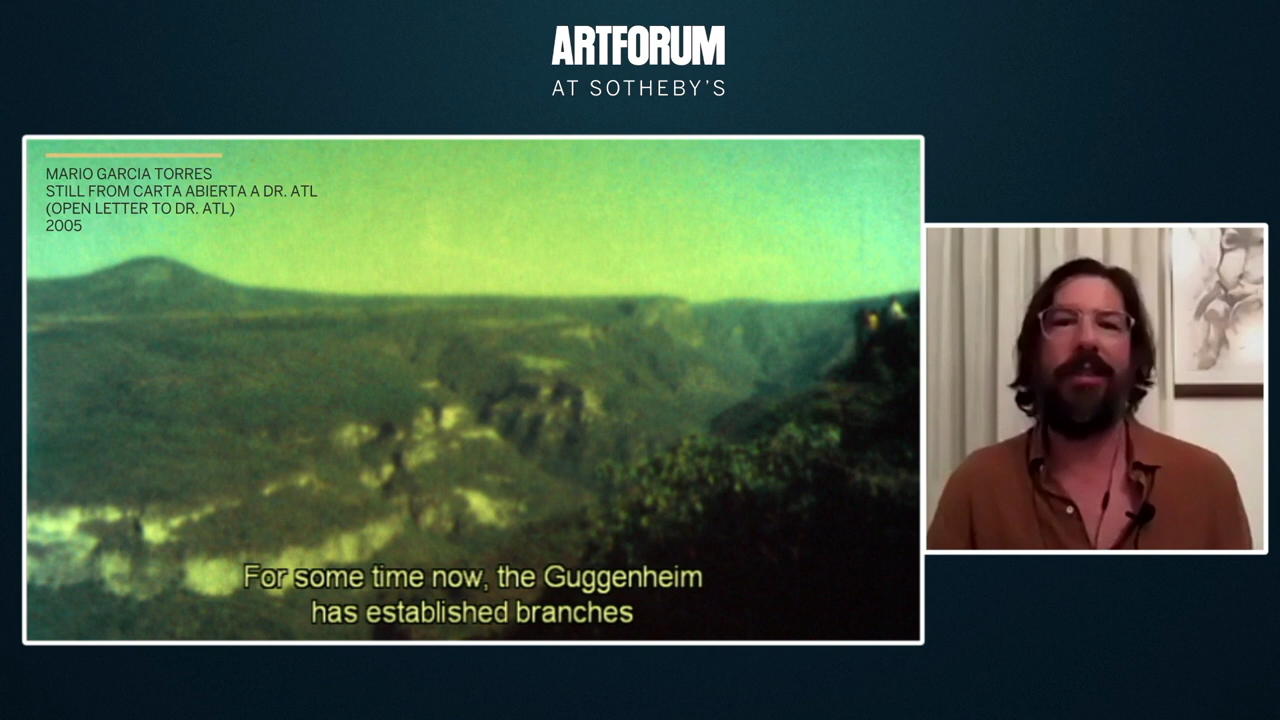 ARTFORUM
AT SOTHEBY'S
MARIO GARCIA TORRES
STILL FROM CARTA ABIERTA A DR. ATL
(OPEN LETTER TO DR. ATL)
2005
For some time now, the Guggenheim
has established branches